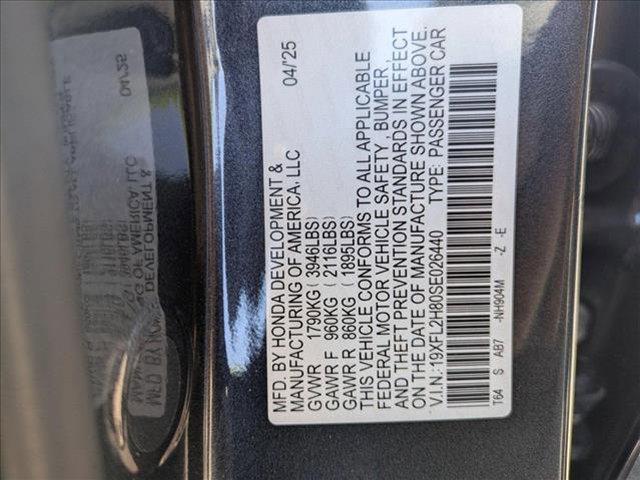 MFD. BY HONDA DEVELOPMENT & 04/'25
MANUFACTURING OF AMERICA, LLC
GVWR 1790KG ( 3946LBS)
GAWR F 960KG ( 2116LBS)
GAWR R 860KG ( 1895LBS)
THIS VEHICLE CONFORMS TO ALL APPLICABLE
FEDERAL MOTOR VEHICLE SAFETY, BUMPER,
AND THEFT PREVENTION STANDARDS IN EFFECT
ON THE DATE OF MANUFACTURE SHOWN ABOVE.
V.I.N.: 19XFL2H80SE026440 TYPE: PASSENGER CAR
T64 S AB7 -NH904M -Z -E